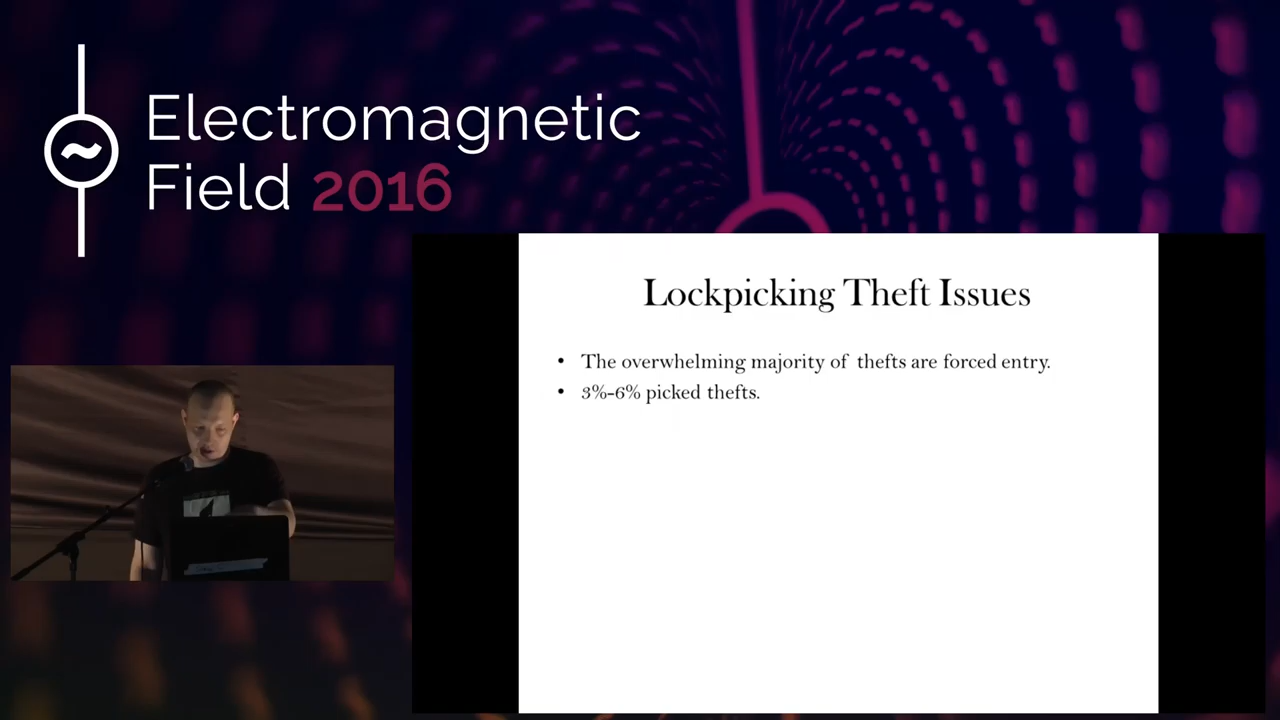 Electromagnetic
Field 2016
Lockpicking Theft Issues
• The overwhelming majority of thefts are forced entry.
• 3%-6% picked thefts.